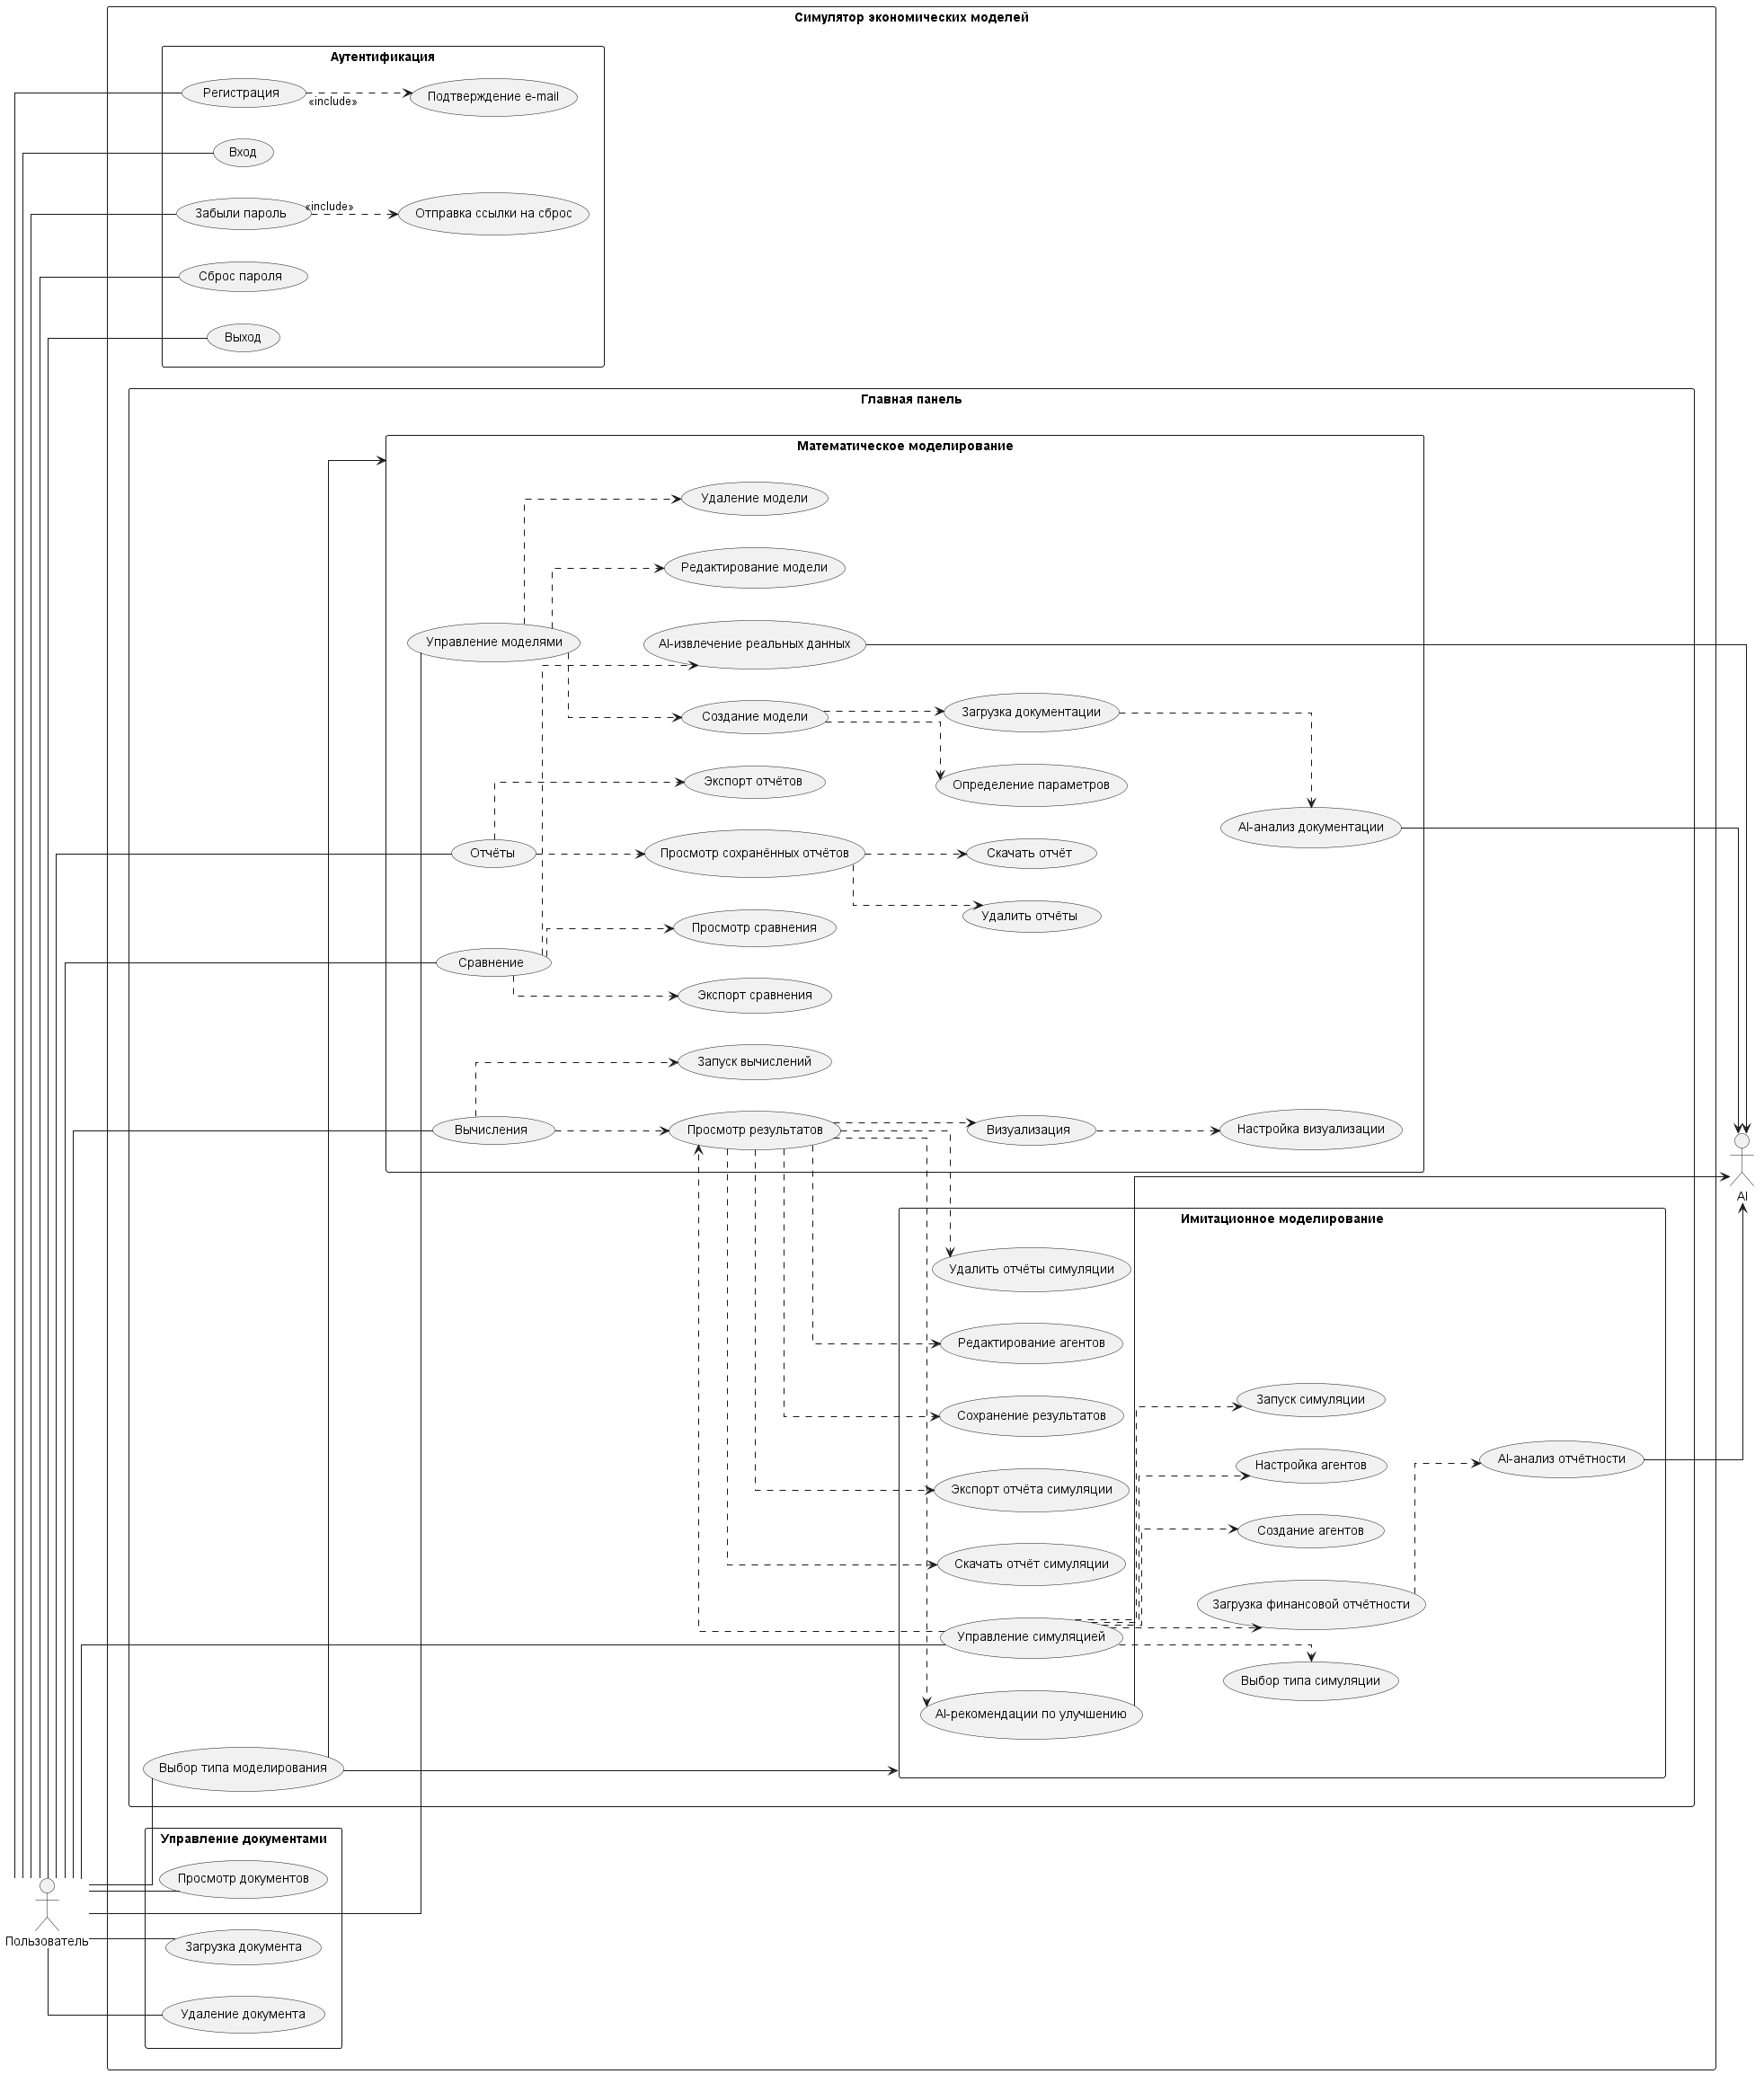 Симулятор экономических моделей
Аутентификация
Регистрация
«include»
Подтверждение e-mail
Вход
Забыли пароль
«include»
Отправка ссылки на сброс
Сброс пароля
Выход
Главная панель
Математическое моделирование
Удаление модели
Редактирование модели
Управление моделями
AI-извлечение реальных данных
Создание модели
Загрузка документации
Экспорт отчётов
Определение параметров
AI-анализ документации
Отчёты
Просмотр сохранённых отчётов
Скачать отчёт
Удалить отчёты
Просмотр сравнения
Сравнение
Экспорт сравнения
Запуск вычислений
Вычисления
Просмотр результатов
Визуализация
Настройка визуализации
AI
Имитационное моделирование
Удалить отчёты симуляции
Редактирование агентов
Запуск симуляции
Сохранение результатов
Настройка агентов
AI-анализ отчётности
Экспорт отчёта симуляции
Создание агентов
Скачать отчёт симуляции
Загрузка финансовой отчётности
Управление симуляцией
Выбор типа симуляции
AI-рекомендации по улучшению
Выбор типа моделирования
Управление документами
Просмотр документов
Пользователь
Загрузка документа
Удаление документа